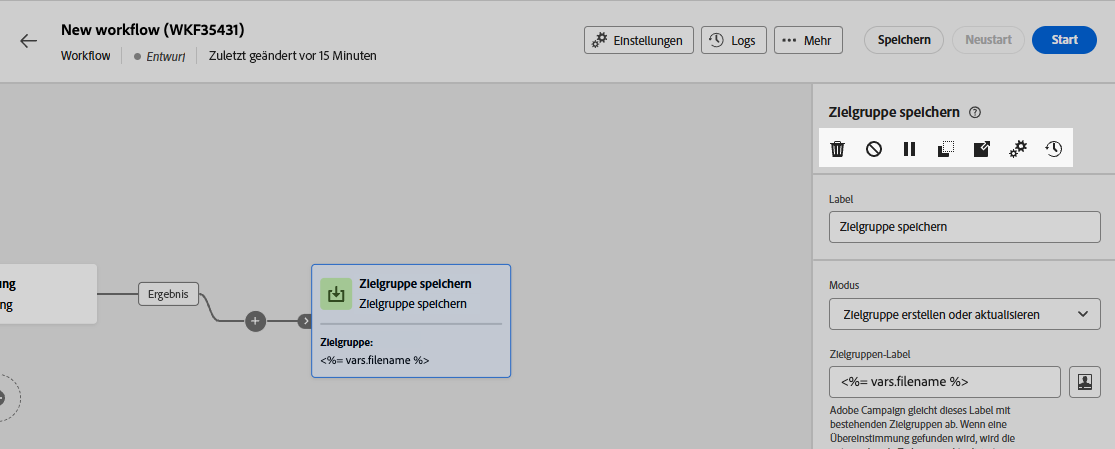 New workflow (WKF35431)
Workflow
Entwurf
Zuletzt geändert vor 15 Minuten
Einstellungen
Logs
Mehr
Speichern
Neustart
Start
Zielgruppe speichern
Label
Zielgruppe speichern
Modus
Zielgruppe erstellen oder aktualisieren
Zielgruppen-Label
<%= vars.filename %>
Adobe Campaign gleicht dieses Label mit
bestehenden Zielgruppen ab. Wenn eine
Übereinstimmung gefunden wird, wird die
ung
ng
Ergebnis
Zielgruppe speichern
Zielgruppe speichern
Zielgruppe:
<%= vars.filename %>